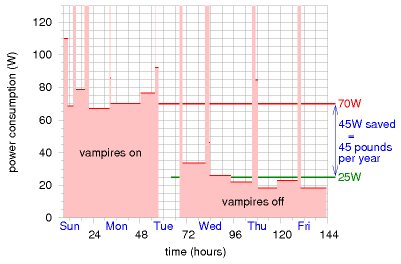 120
100
80
60
40
20
0
power consumption (W)
vampires on
vampires off
70W
45W saved
=
45 pounds
per year
25W
Sun Mon Tue Wed Thu Fri
24 48 72 96 120 144
time (hours)